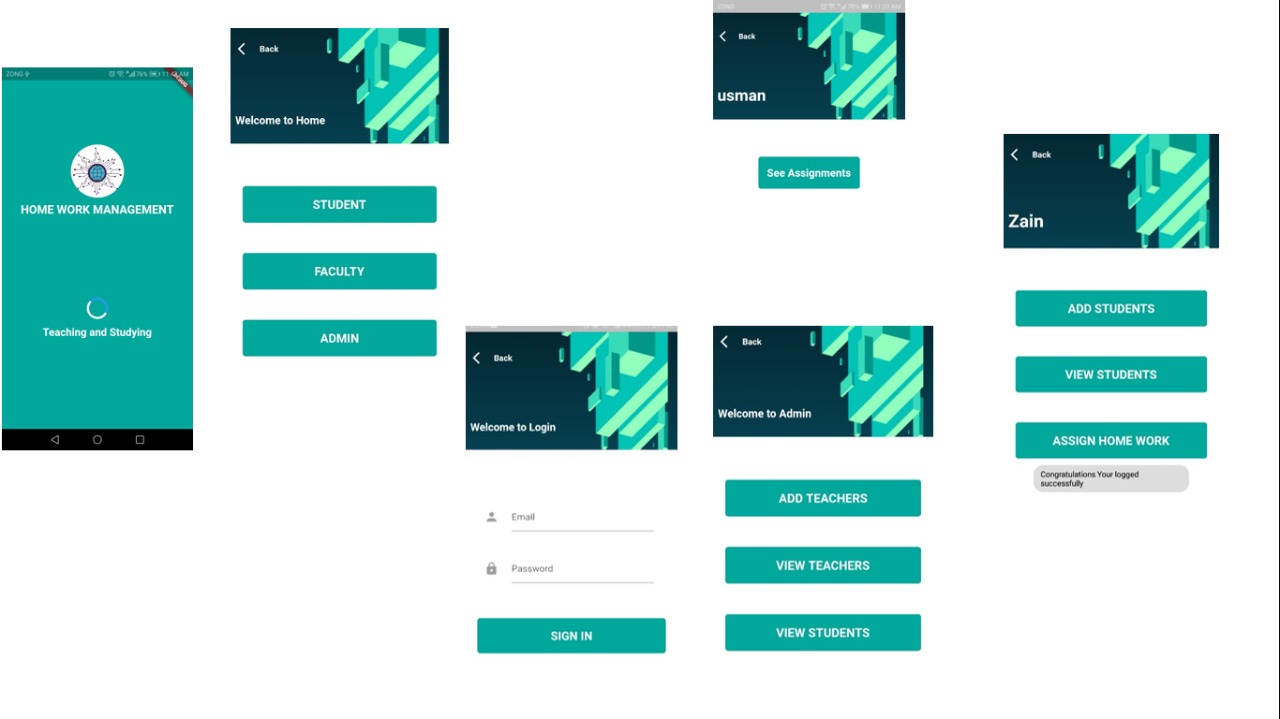 ZONG
76%
11:
AM
HOME WORK MANAGEMENT
Teaching and Studying
Back
Welcome to Home
STUDENT
FACULTY
ADMIN
Back
Welcome to Login
Email
Password
SIGN IN
ZONG
76%
11:23 AM
Back
usman
See Assignments
Back
Welcome to Admin
ADD TEACHERS
VIEW TEACHERS
VIEW STUDENTS
Back
Zain
ADD STUDENTS
VIEW STUDENTS
ASSIGN HOME WORK
Congratulations Your logged
successfully